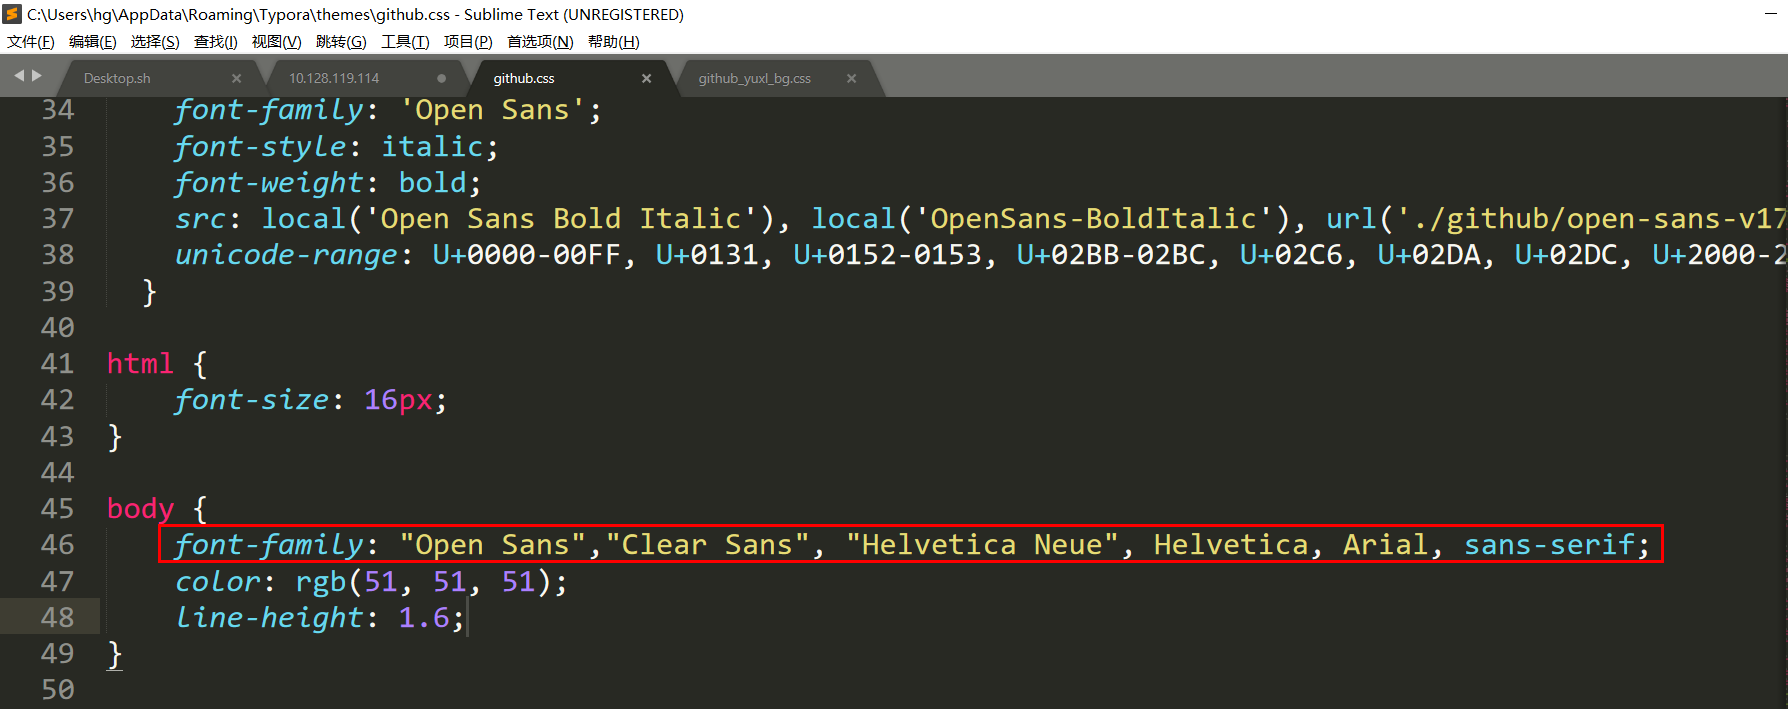 C:\Users\hg\AppData\Roaming\Typora\themes\github.css - Sublime Text (UNREGISTERED)
文件(F) 编辑(E) 选择(S) 查找(I) 视图(V) 跳转(G) 工具(T) 项目(P) 首选项(N) 帮助(H)
Desktop.sh 10.128.119.114 github.css github_yuxl_bg.css
34 font-family: 'Open Sans';
35 font-style: italic;
36 font-weight: bold;
37 src: local('Open Sans Bold Italic'), local('OpenSans-BoldItalic'), url('./github/open-sans-v17
38 unicode-range: U+0000-00FF, U+0131, U+0152-0153, U+02BB-02BC, U+02C6, U+02DA, U+02DC, U+2000-2
39 }
40
41 html {
42 font-size: 16px;
43 }
44
45 body {
46 font-family: "Open Sans","Clear Sans", "Helvetica Neue", Helvetica, Arial, sans-serif;
47 color: rgb(51, 51, 51);
48 line-height: 1.6;
49 }
50